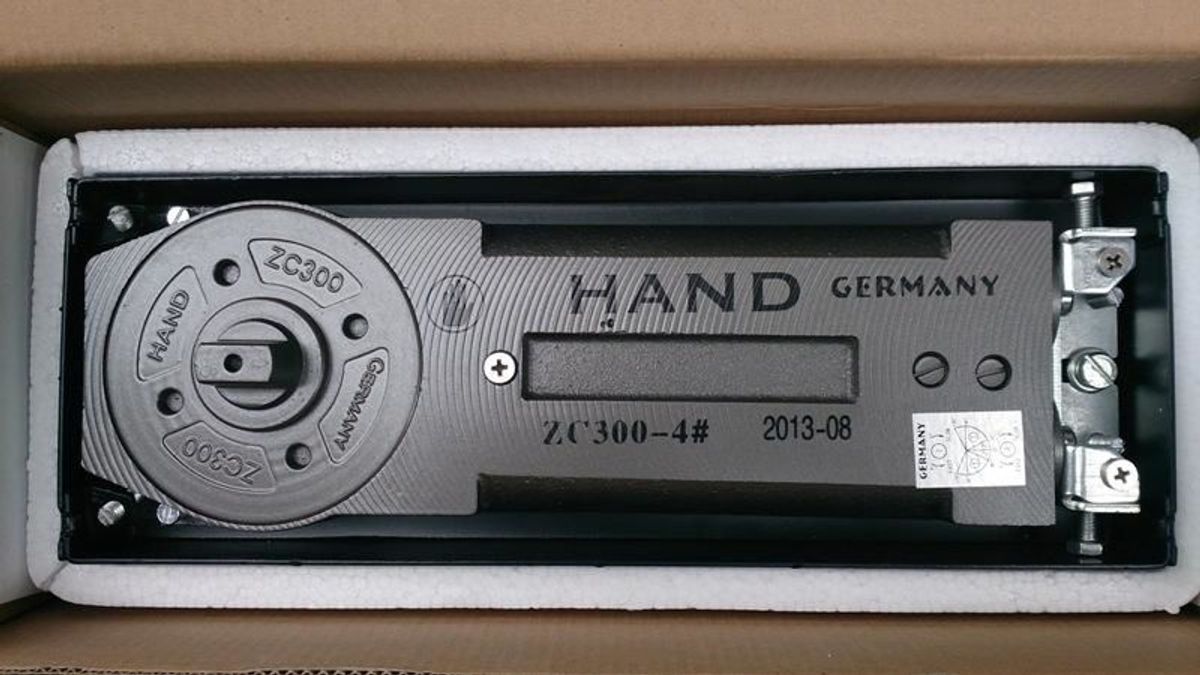 ZC300
HAND
GERMANY
ZC300
HAND GERMANY
ZC300-4# 2013-08
GERMANY